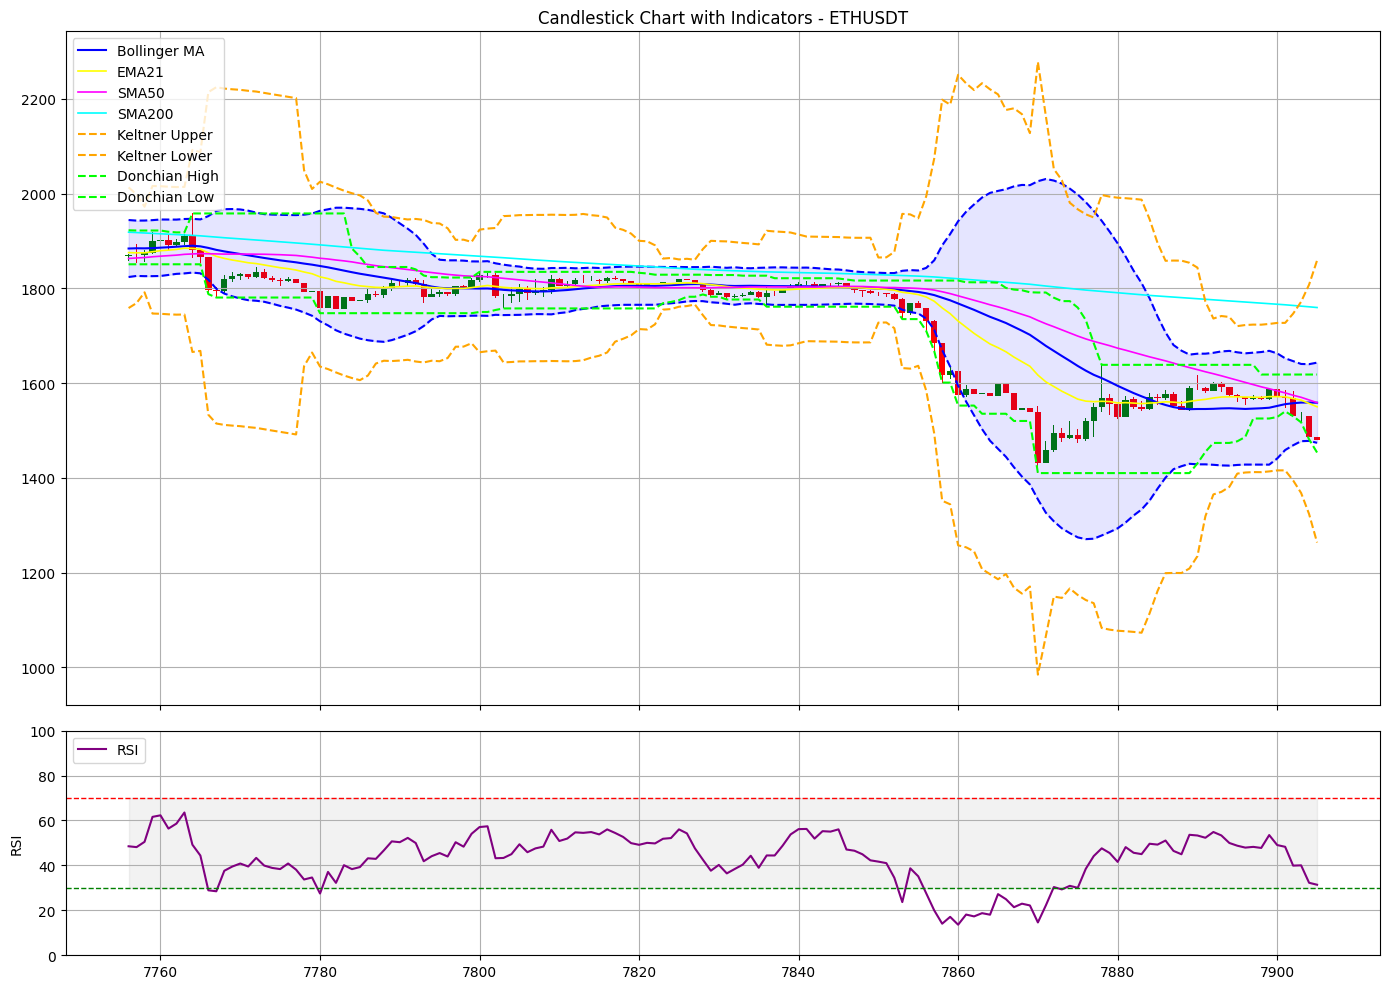 Candlestick Chart with Indicators - ETHUSDT
Bollinger MA
EMA21
SMA50
SMA200
Keltner Upper
Keltner Lower
Donchian High
Donchian Low
2200
2000
1800
1600
1400
1200
1000
RSI
100
80
60
40
20
0
RSI
7760 7780 7800 7820 7840 7860 7880 7900